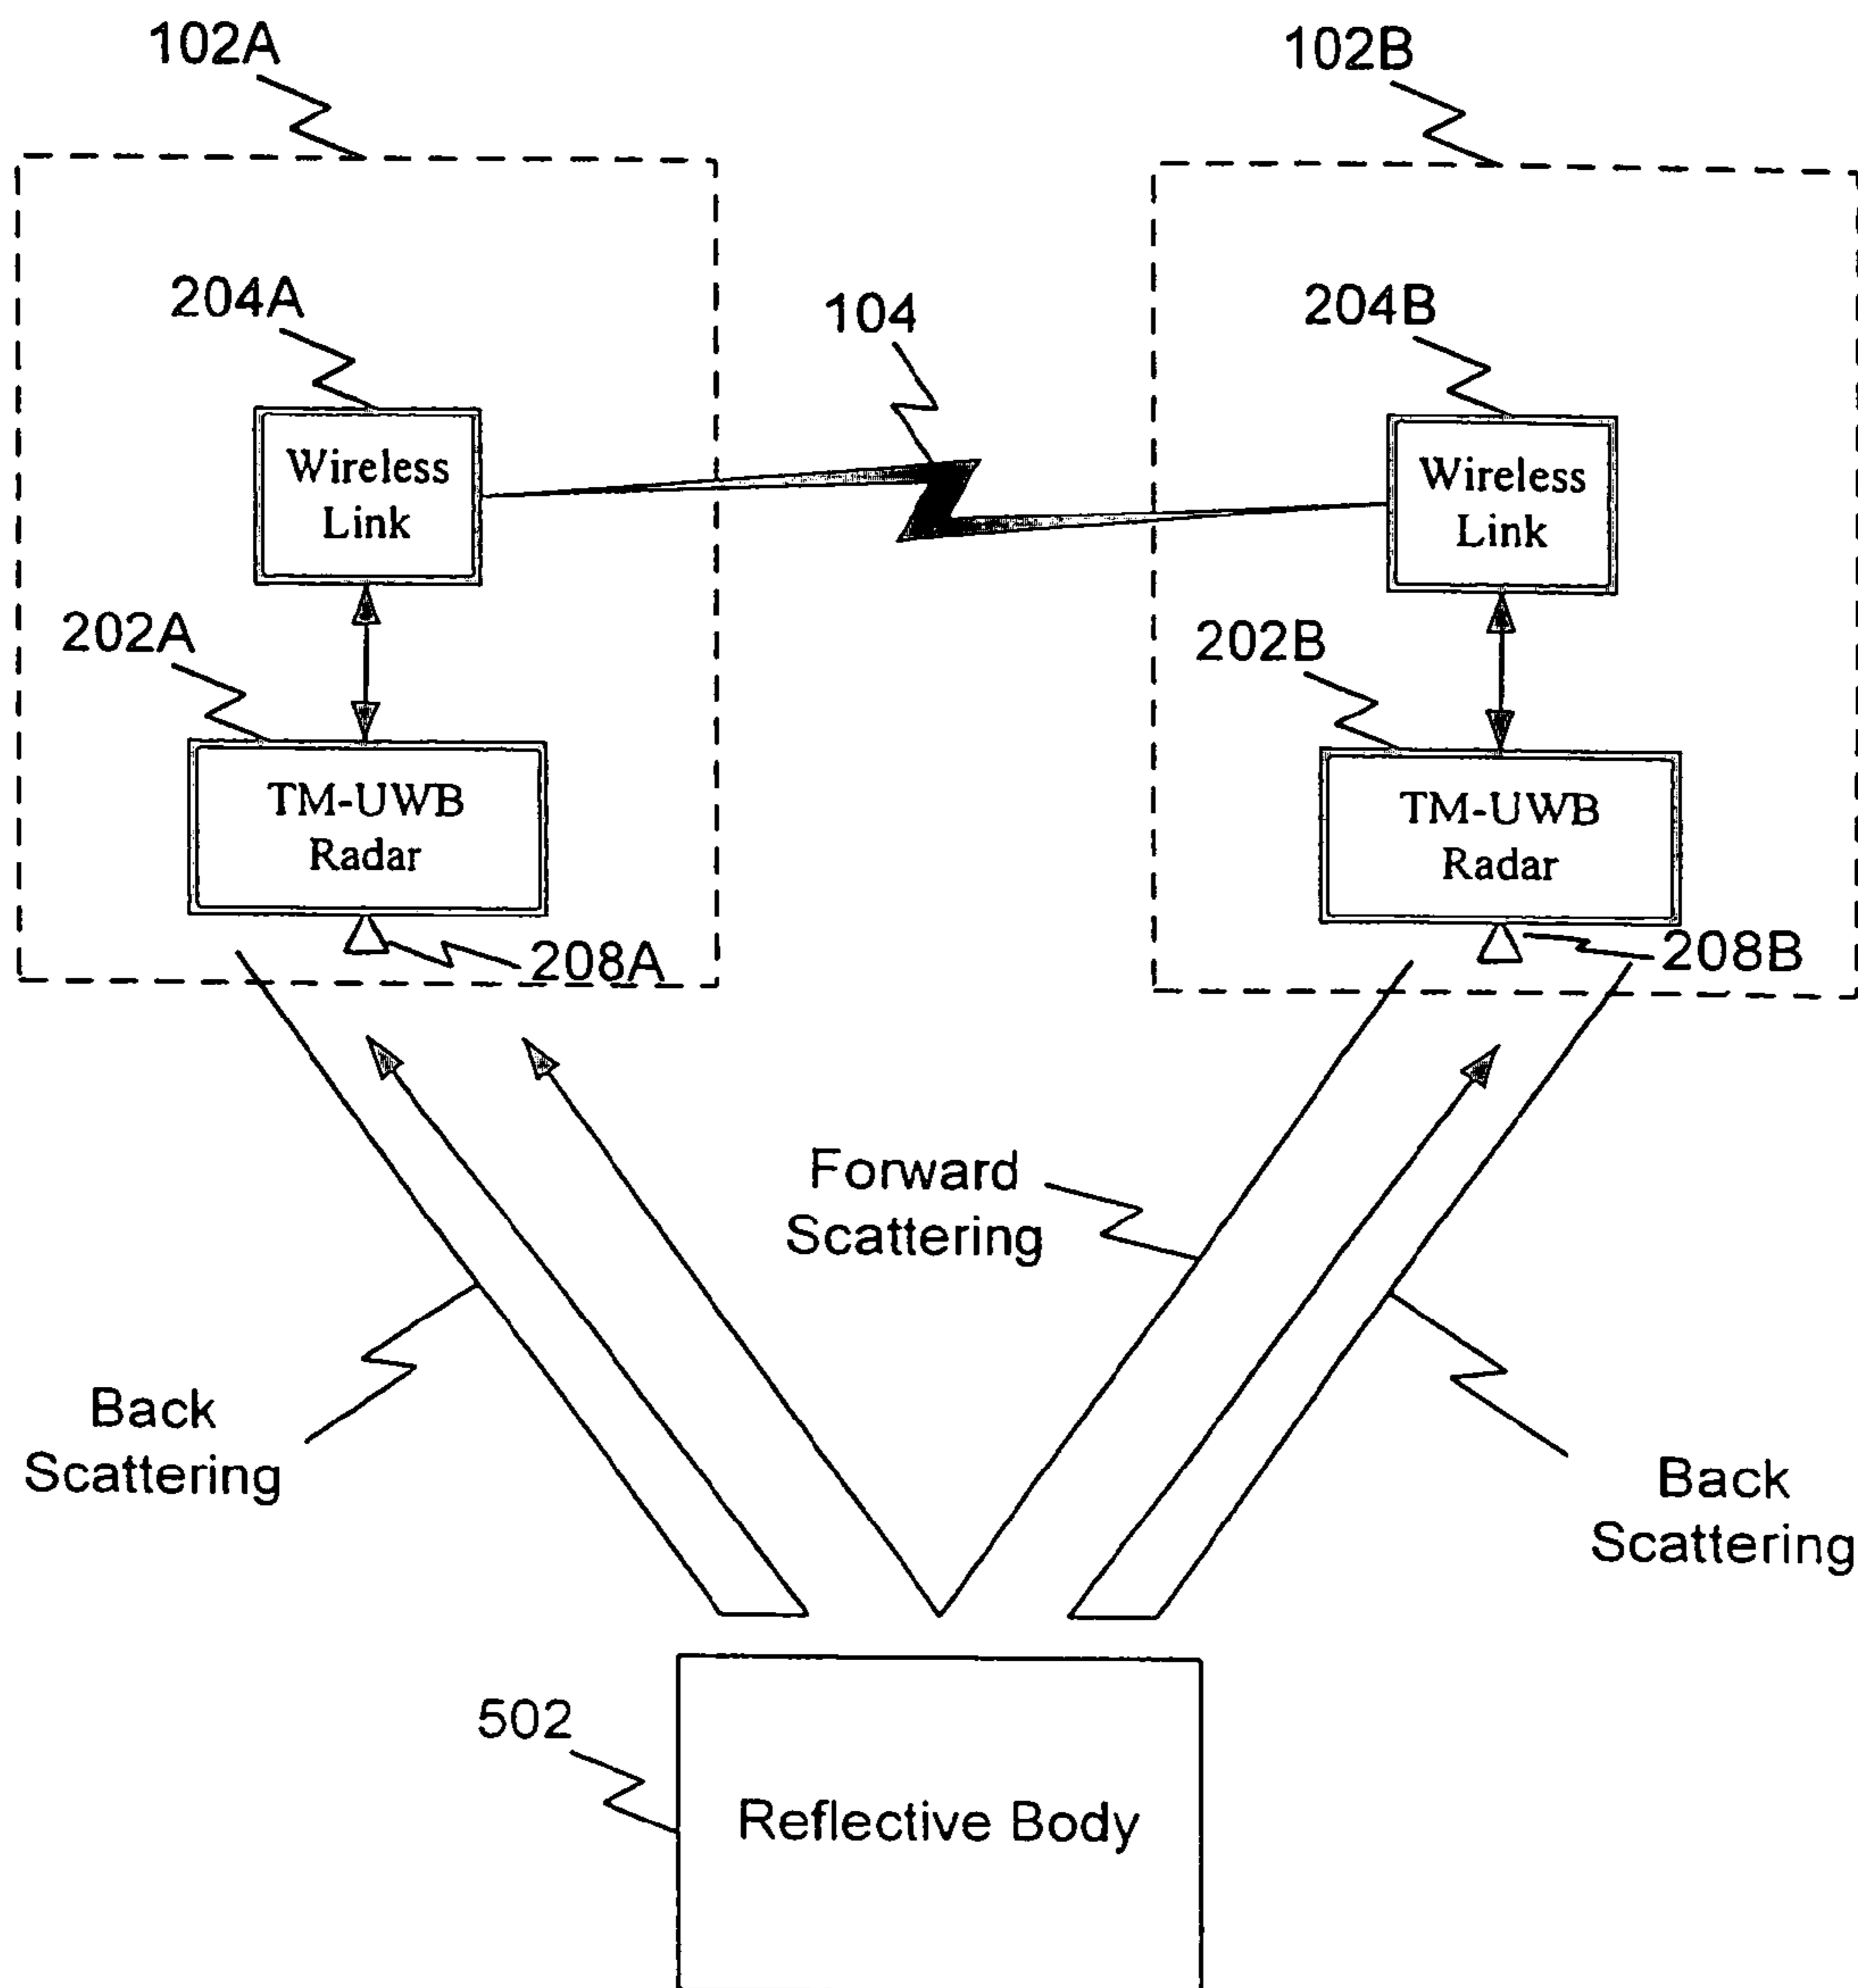 102A
102B
204A
104
204B
Wireless
Link
Wireless
Link
202A
202B
TM-UWB
Radar
TM-UWB
Radar
208A
208B
Forward
Scattering
Back
Scattering
Back
Scattering
502
Reflective Body